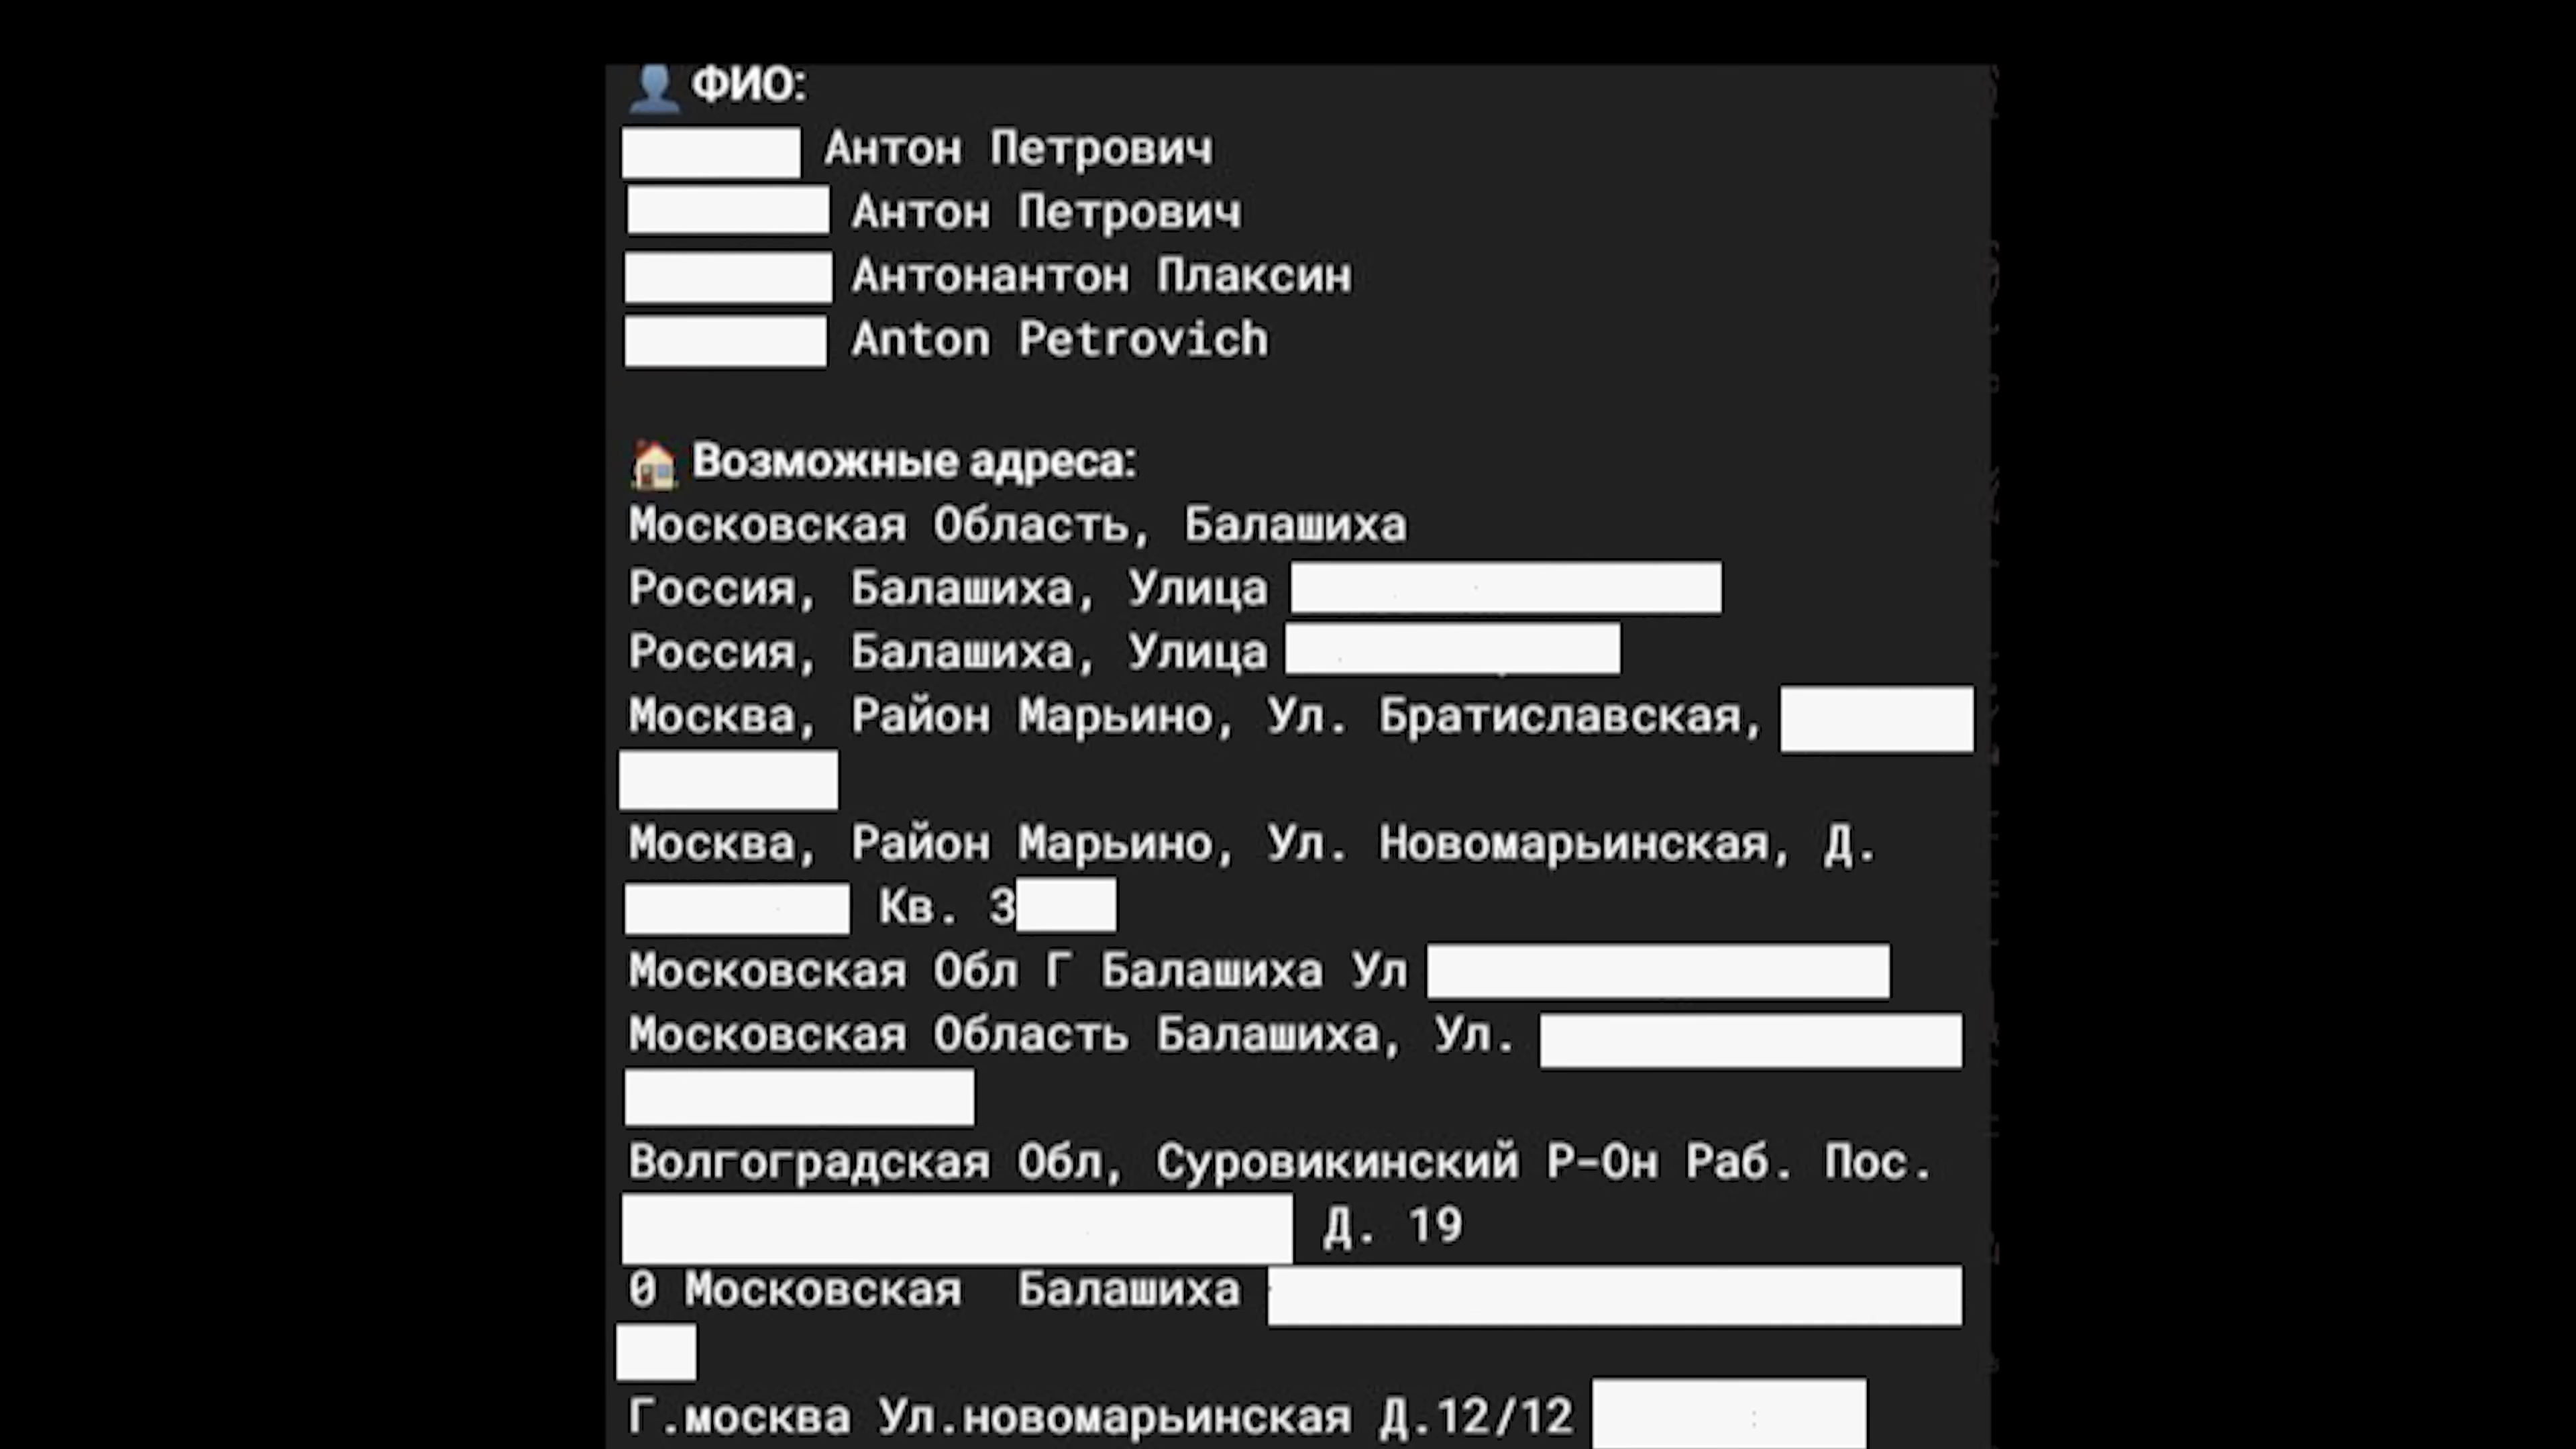 ФИО:
Антон Петрович
Антон Петрович
Антонантон Плаксин
Anton Petrovich
Возможные адреса:
Московская Область, Балашиха
Россия, Балашиха, Улица
Россия, Балашиха, Улица
Москва, Район Марьино, Ул. Братиславская,
Москва, Район Марьино, Ул. Новомарьинская, Д.
Кв. 3
Московская Обл Г Балашиха Ул
Московская Область Балашиха, Ул.
Волгоградская Обл, Суровикинский Р-Он Раб. Пос.
Д. 19
0 Московская  Балашиха
Г.москва Ул.новомарьинская Д.12/12